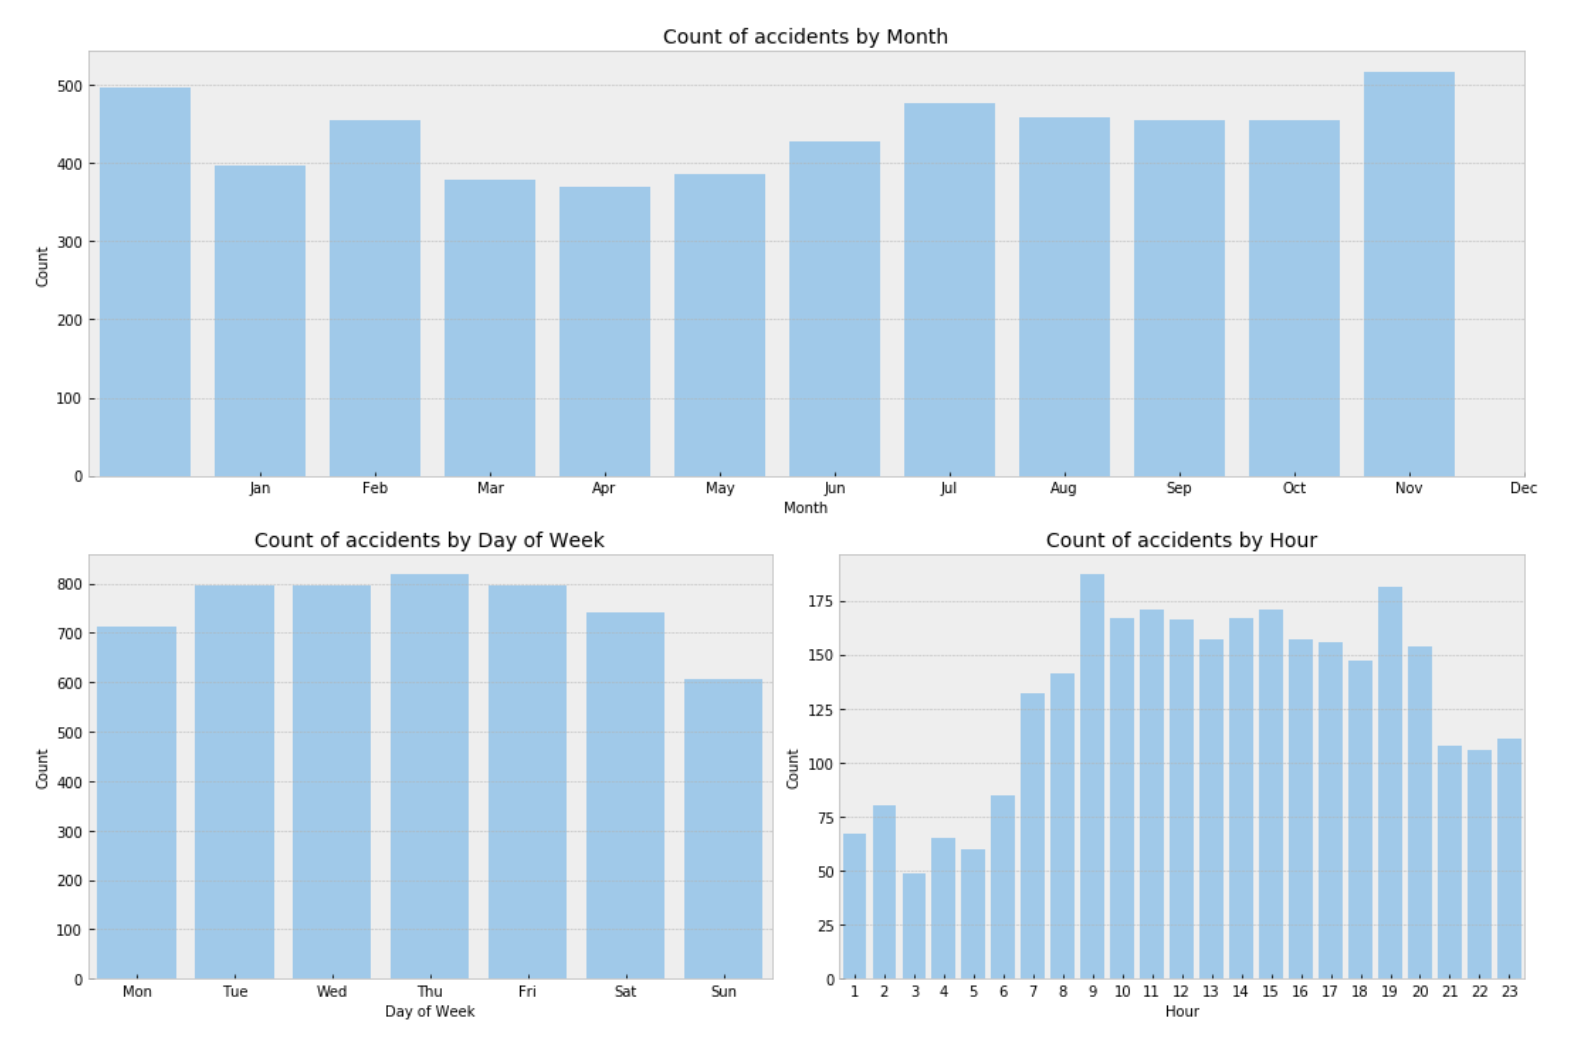 Count of accidents by Month
500
400
300
200
100
0
Count
Jan Feb Mar Apr May Jun Jul Aug Sep Oct Nov Dec
Month
Count of accidents by Day of Week
800
700
600
500
400
300
200
100
0
Count
Mon Tue Wed Thu Fri Sat Sun
Day of Week
Count of accidents by Hour
175
150
125
100
75
50
25
0
Count
1 2 3 4 5 6 7 8 9 10 11 12 13 14 15 16 17 18 19 20 21 22 23
Hour